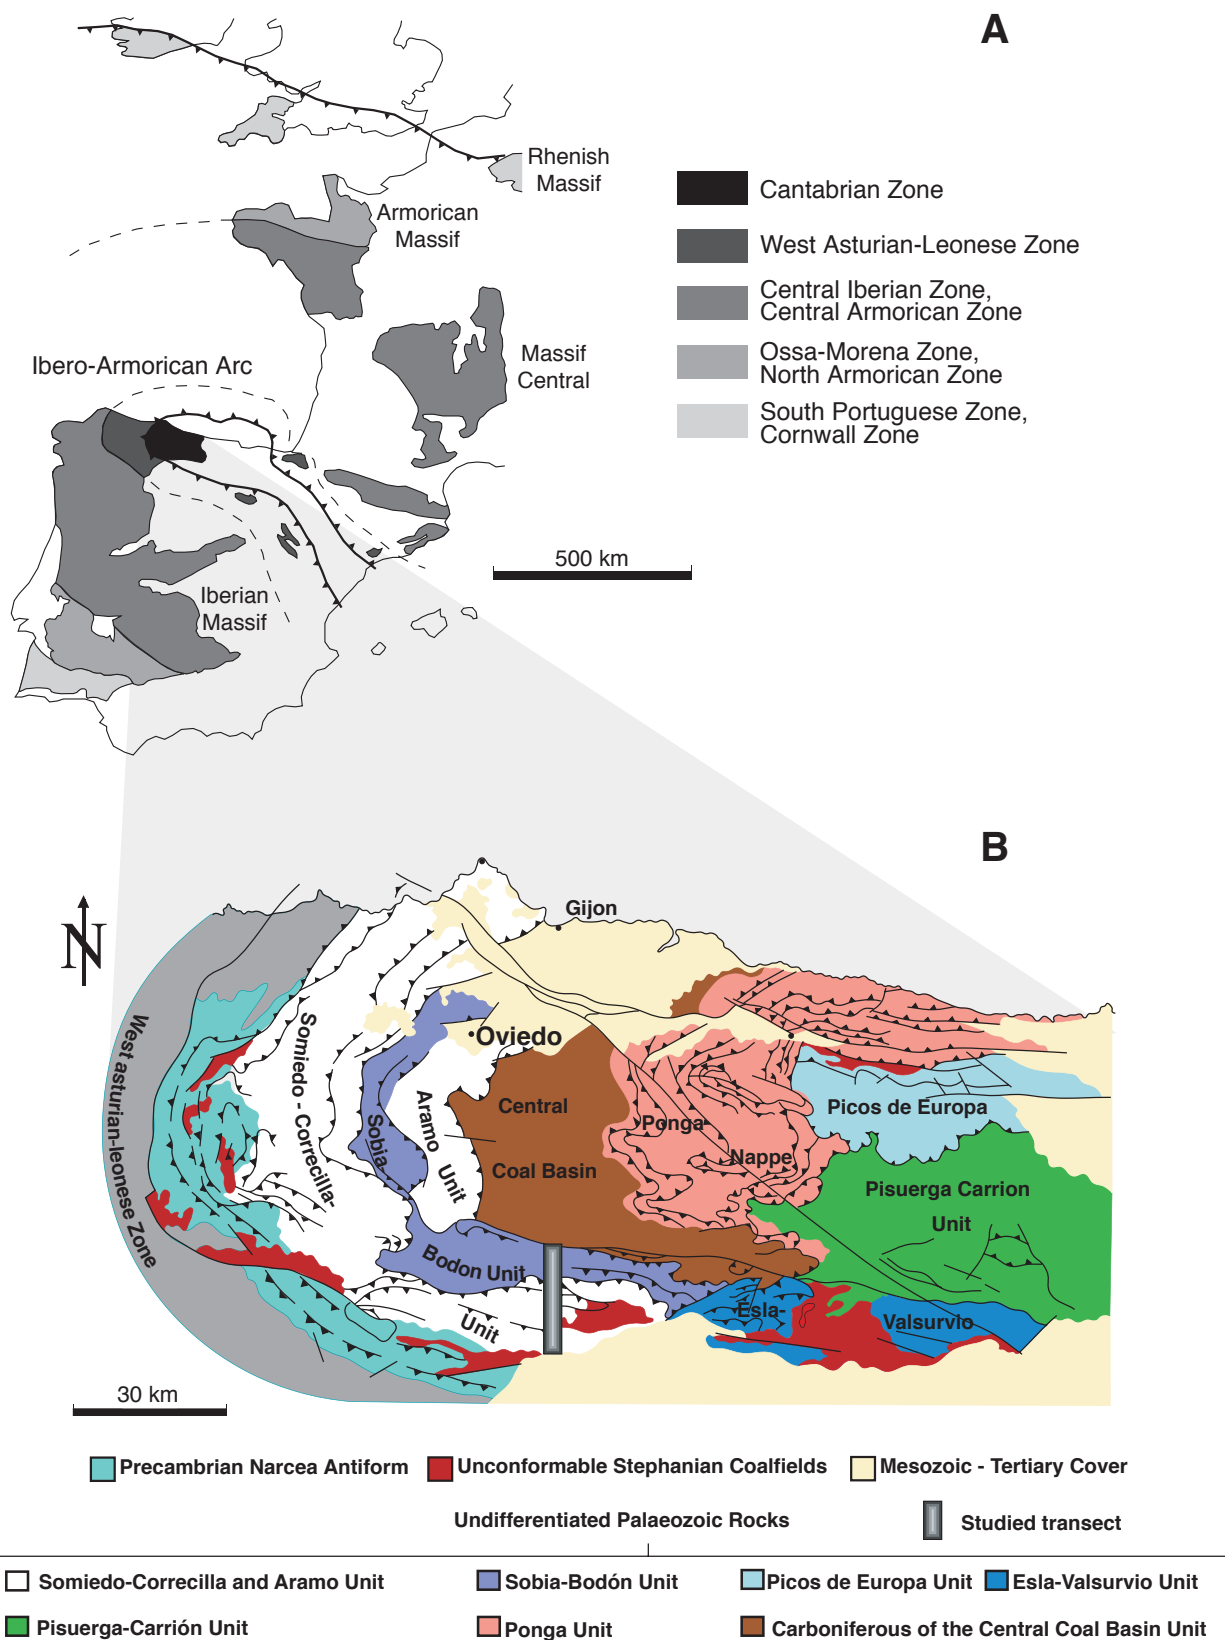 A
Rhenish
Massif
Armorican
Massif
Cantabrian Zone
West Asturian-Leonese Zone
Central Iberian Zone,
Central Armorican Zone
Ossa-Morena Zone,
North Armorican Zone
South Portuguese Zone,
Cornwall Zone
Massif
Central
Ibero-Armorican Arc
500 km
Iberian
Massif
B
N
Gijon
Oviedo
West asturian-leonese Zone
Somiedo - Correcilla-
Sobia-
Aramo Unit
Central
Coal Basin
Ponga
Nappe
Picos de Europa
Pisuerga Carrion
Unit
Bodon Unit
Unit
Esla-
Valsurvio
30 km
Precambrian Narcea Antiform
Unconformable Stephanian Coalfields
Mesozoic - Tertiary Cover
Undifferentiated Palaeozoic Rocks
Studied transect
Somiedo-Correcilla and Aramo Unit
Sobia-Bodón Unit
Picos de Europa Unit
Esla-Valsurvio Unit
Pisuerga-Carrión Unit
Ponga Unit
Carboniferous of the Central Coal Basin Unit